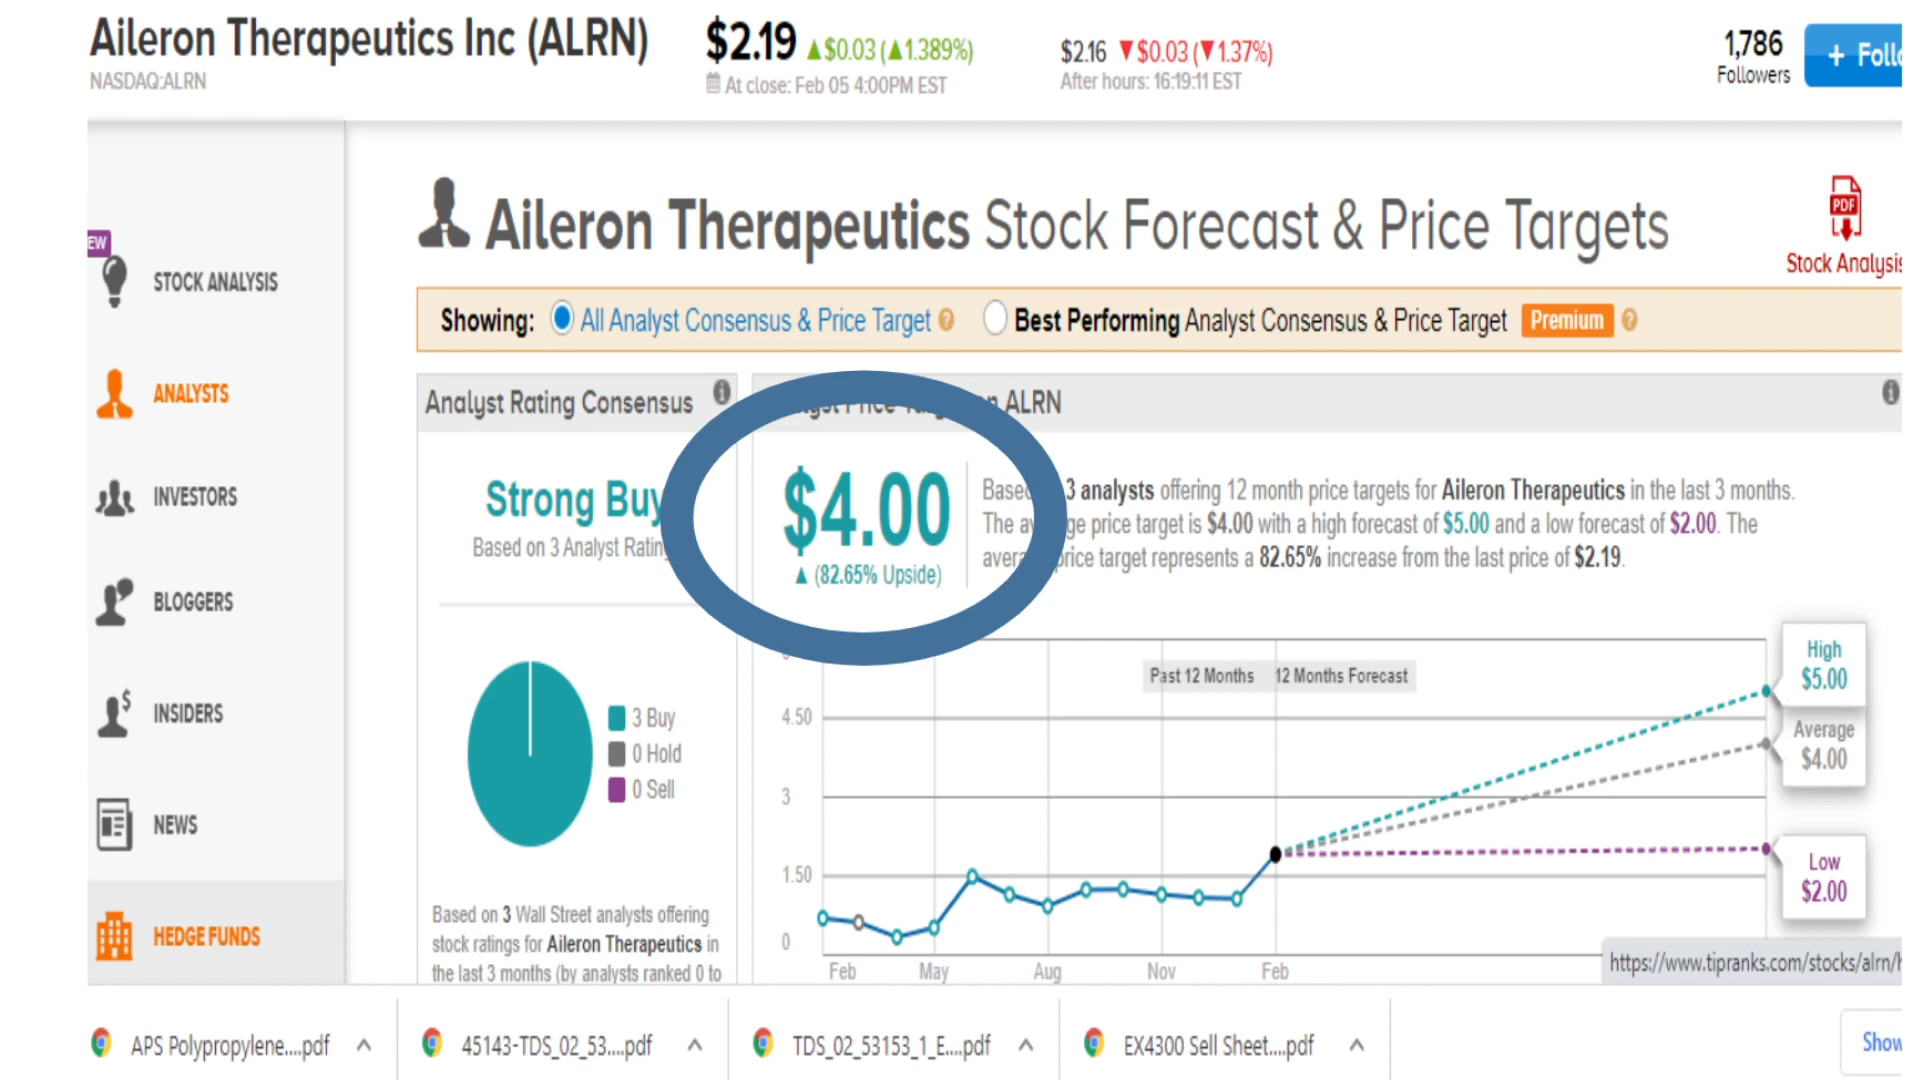 Aileron Therapeutics Inc (ALRN)
NASDAQ:ALRN
$2.19 ▲$0.03 (▲1.389%)
At close: Feb 05 4:00PM EST
$2.16 ▼$0.03 (▼1.37%)
After hours: 16:19:11 EST
1,786
Followers
+ Follo
EW
STOCK ANALYSIS
ANALYSTS
INVESTORS
BLOGGERS
INSIDERS
NEWS
HEDGE FUNDS
Aileron Therapeutics Stock Forecast & Price Targets
PDF
Stock Analysis
Showing: All Analyst Consensus & Price Target ? Best Performing Analyst Consensus & Price Target Premium ?
Analyst Rating Consensus
Strong Buy
Based on 3 Analyst Ratin
3 Buy
0 Hold
0 Sell
Based on 3 Wall Street analysts offering
stock ratings for Aileron Therapeutics in
the last 3 months (by analysts ranked 0 to
ALRN
$4.00
▲ (82.65% Upside)
Based 3 analysts offering 12 month price targets for Aileron Therapeutics in the last 3 months.
The average price target is $4.00 with a high forecast of $5.00 and a low forecast of $2.00. The
average price target represents a 82.65% increase from the last price of $2.19.
Past 12 Months 12 Months Forecast
4.50
3
1.50
0
Feb May Aug Nov Feb
High
$5.00
Average
$4.00
Low
$2.00
https://www.tipranks.com/stocks/alrn/h
APS Polypropylene....pdf
45143-TDS_02_53....pdf
TDS_02_53153_1_E....pdf
EX4300 Sell Sheet....pdf
Show